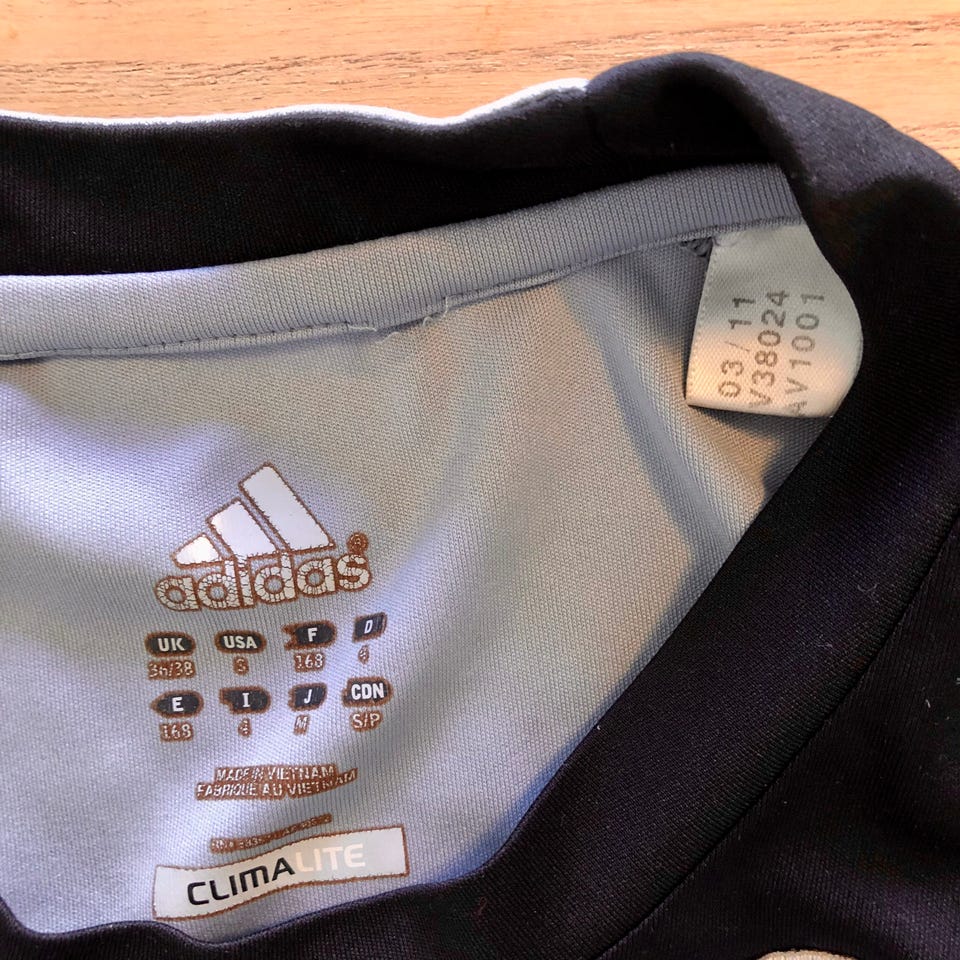 03/11
V38024
AV1001
adidas®
UK USA F D
36/38 S 168 4
E I J CDN
168 4 M S/P
MADE IN VIETNAM
FABRIQUÉ AU VIETNAM
CLIMALITE